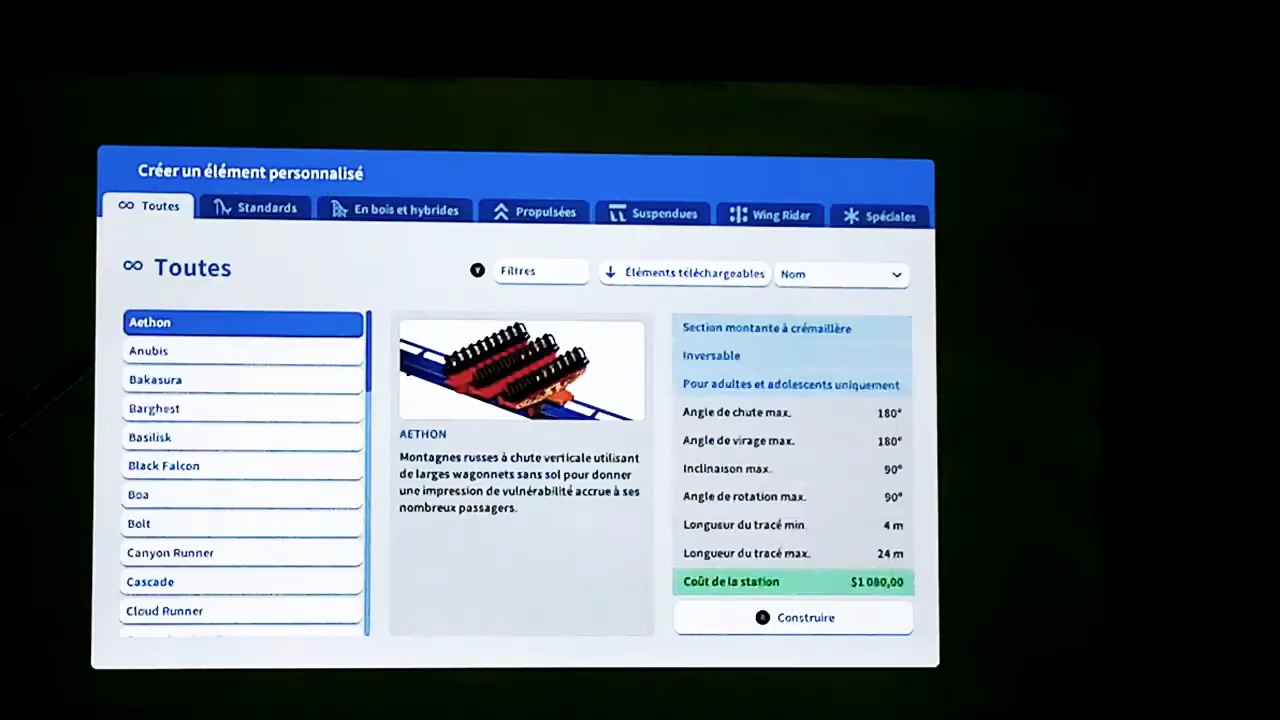 Créer un élément personnalisé
Toutes
Standards
En bois et hybrides
Propulsées
Suspendues
Wing Rider
Spéciales
Toutes
Y
Filtres
Éléments téléchargeables
Nom
Aethon
Anubis
Bakasura
Barghest
Basilisk
Black Falcon
Boa
Bolt
Canyon Runner
Cascade
Cloud Runner
AETHON
Montagnes russes à chute verticale utilisant
de larges wagonnets sans sol pour donner
une impression de vulnérabilité accrue à ses
nombreux passagers.
Section montante à crémaillère
Inversable
Pour adultes et adolescents uniquement
Angle de chute max. 180°
Angle de virage max. 180°
Inclinaison max. 90°
Angle de rotation max. 90°
Longueur du tracé min. 4 m
Longueur du tracé max. 24 m
Coût de la station $1 080,00
Construire